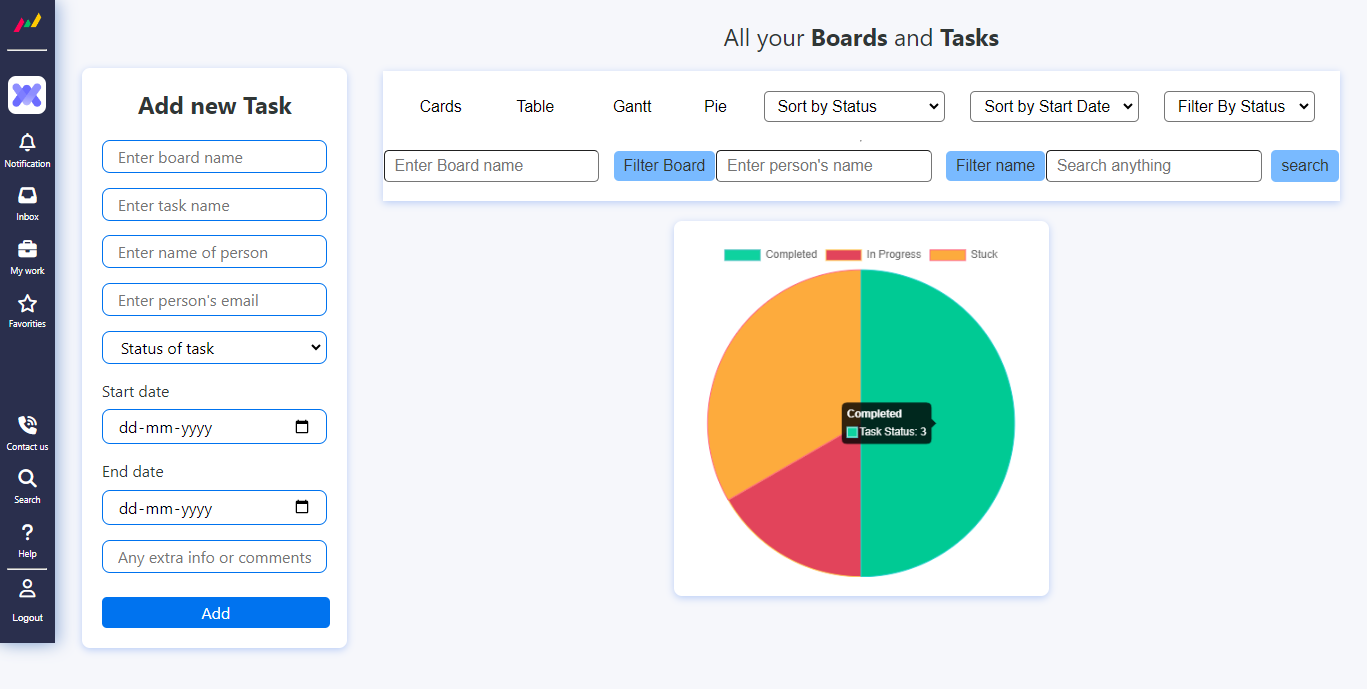 Notification
Inbox
My work
Favorities
Contact us
Search
Help
Logout
Add new Task
Enter board name
Enter task name
Enter name of person
Enter person's email
Status of task
Start date
dd-mm-yyyy
End date
dd-mm-yyyy
Any extra info or comments
Add
All your Boards and Tasks
Cards Table Gantt Pie Sort by Status Sort by Start Date Filter By Status
Enter Board name Filter Board Enter person's name Filter name Search anything search
Completed In Progress Stuck
Completed
Task Status: 3